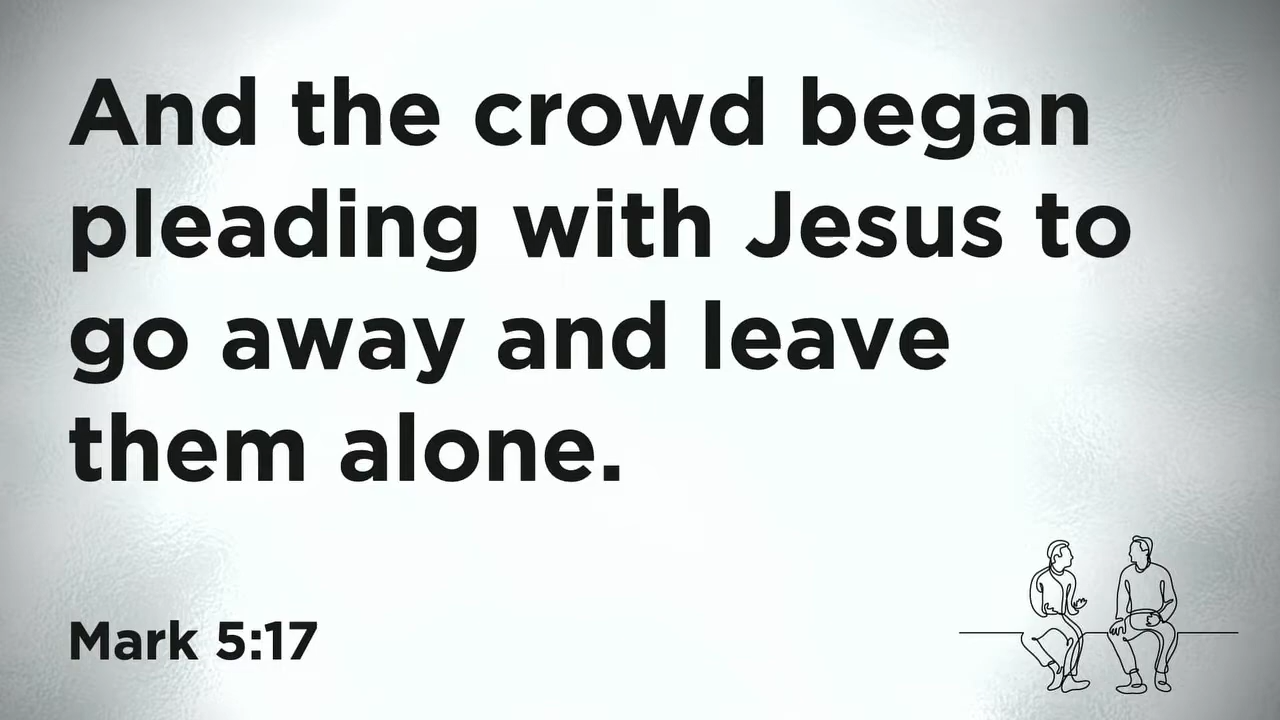 And the crowd began
pleading with Jesus to
go away and leave
them alone.
Mark 5:17